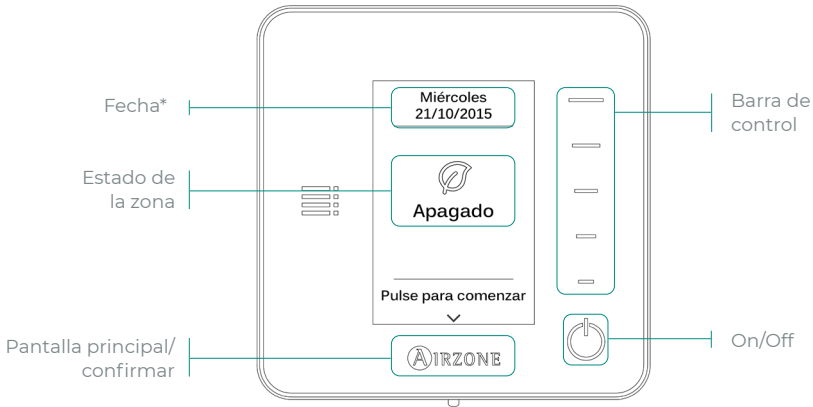 Fecha*
Miércoles
21/10/2015
Barra de
control
Estado de
la zona
Apagado
Pulse para comenzar
Pantalla principal/
confirmar
AIRZONE
On/Off